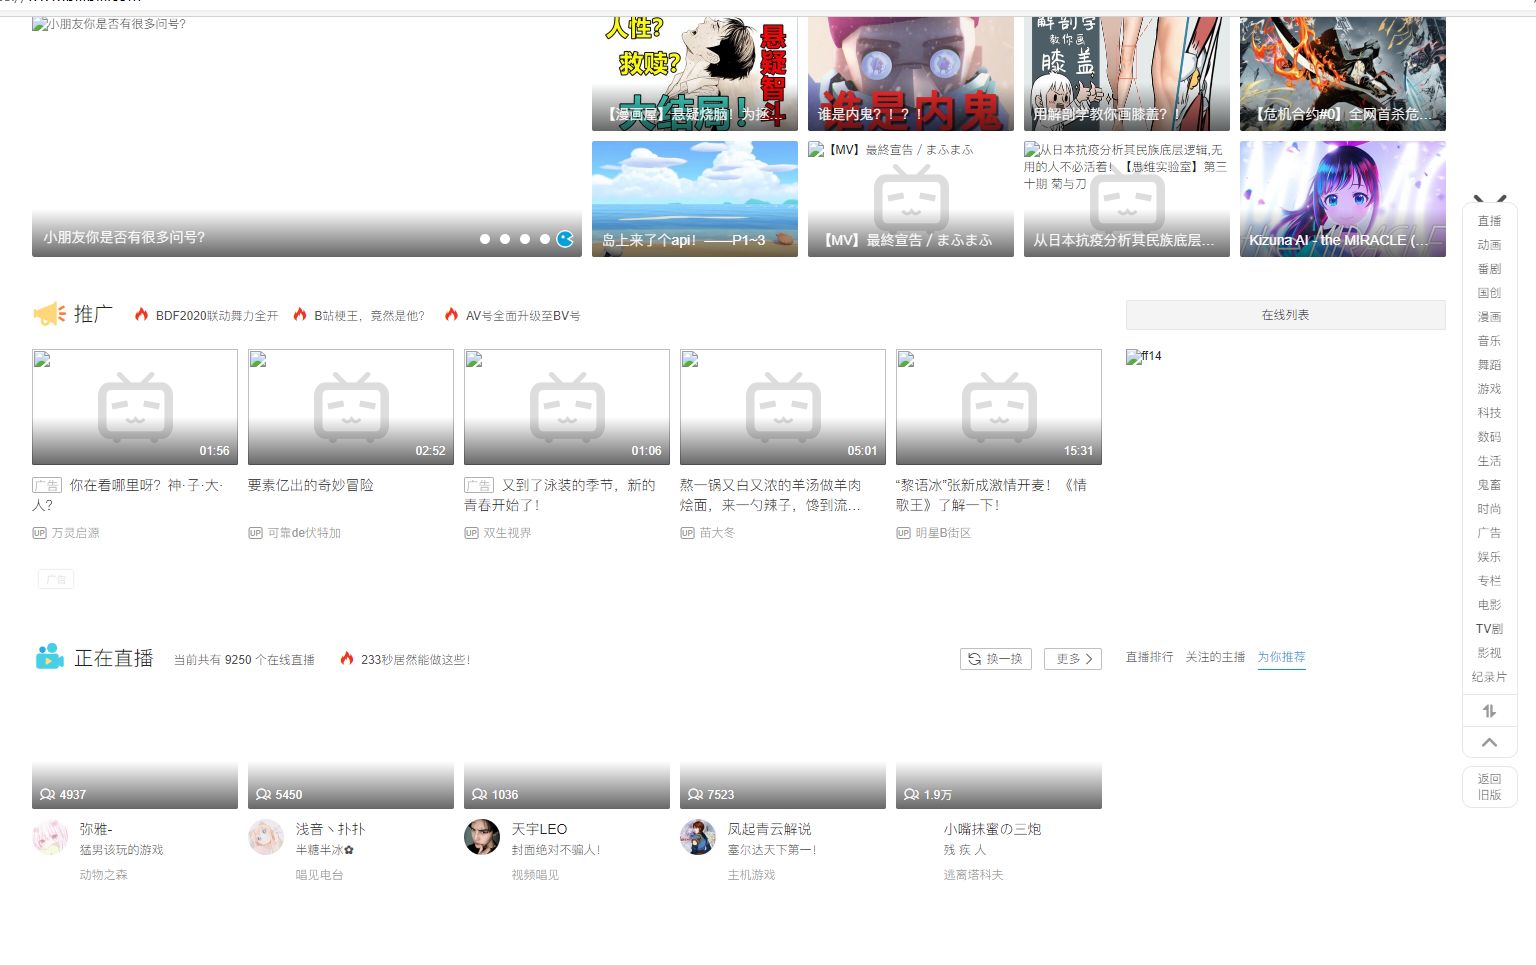 小朋友你是否有很多问号?
人性?
救赎?
悬疑智斗
大结局!
【漫画屋】悬疑烧脑！为拯...
谁是内鬼
谁是内鬼？！？！
解剖学
教你画
膝盖
用解剖学教你画膝盖？！
【危机合约#0】全网首杀危...
小朋友你是否有很多问号?
岛上来了个api！——P1~3
【MV】最終宣告 / まふまふ
【MV】最終宣告 / まふまふ
从日本抗疫分析其民族底层逻辑,无
用的人不必活着！【思维实验室】第三
十期 菊与刀
从日本抗疫分析其民族底层...
Kizuna AI - the MIRACLE (...
推广
BDF2020联动舞力全开
B站梗王，竟然是他?
AV号全面升级至BV号
在线列表
01:56
02:52
01:06
05:01
15:31
ff14
广告 你在看哪里呀？神·子·大·
人?
UP 万灵启源
要素亿出的奇妙冒险
UP 可靠de伏特加
广告 又到了泳装的季节，新的
青春开始了！
UP 双生视界
熬一锅又白又浓的羊汤做羊肉
烩面，来一勺辣子，馋到流...
UP 苗大冬
“黎语冰”张新成激情开麦！《情
歌王》了解一下！
UP 明星B街区
广告
正在直播
当前共有 9250 个在线直播
233秒居然能做这些!
换一换
更多
直播排行
关注的主播
为你推荐
4937
5450
1036
7523
1.9万
弥雅-
猛男该玩的游戏
动物之森
浅音丶扑扑
半糖半冰✿
唱见电台
天宇LEO
封面绝对不骗人!
视频唱见
凤起青云解说
塞尔达天下第一!
主机游戏
小嘴抹蜜の三炮
残 疾 人
逃离塔科夫
直播
动画
番剧
国创
漫画
音乐
舞蹈
游戏
科技
数码
生活
鬼畜
时尚
广告
娱乐
专栏
电影
TV剧
影视
纪录片
返回
旧版